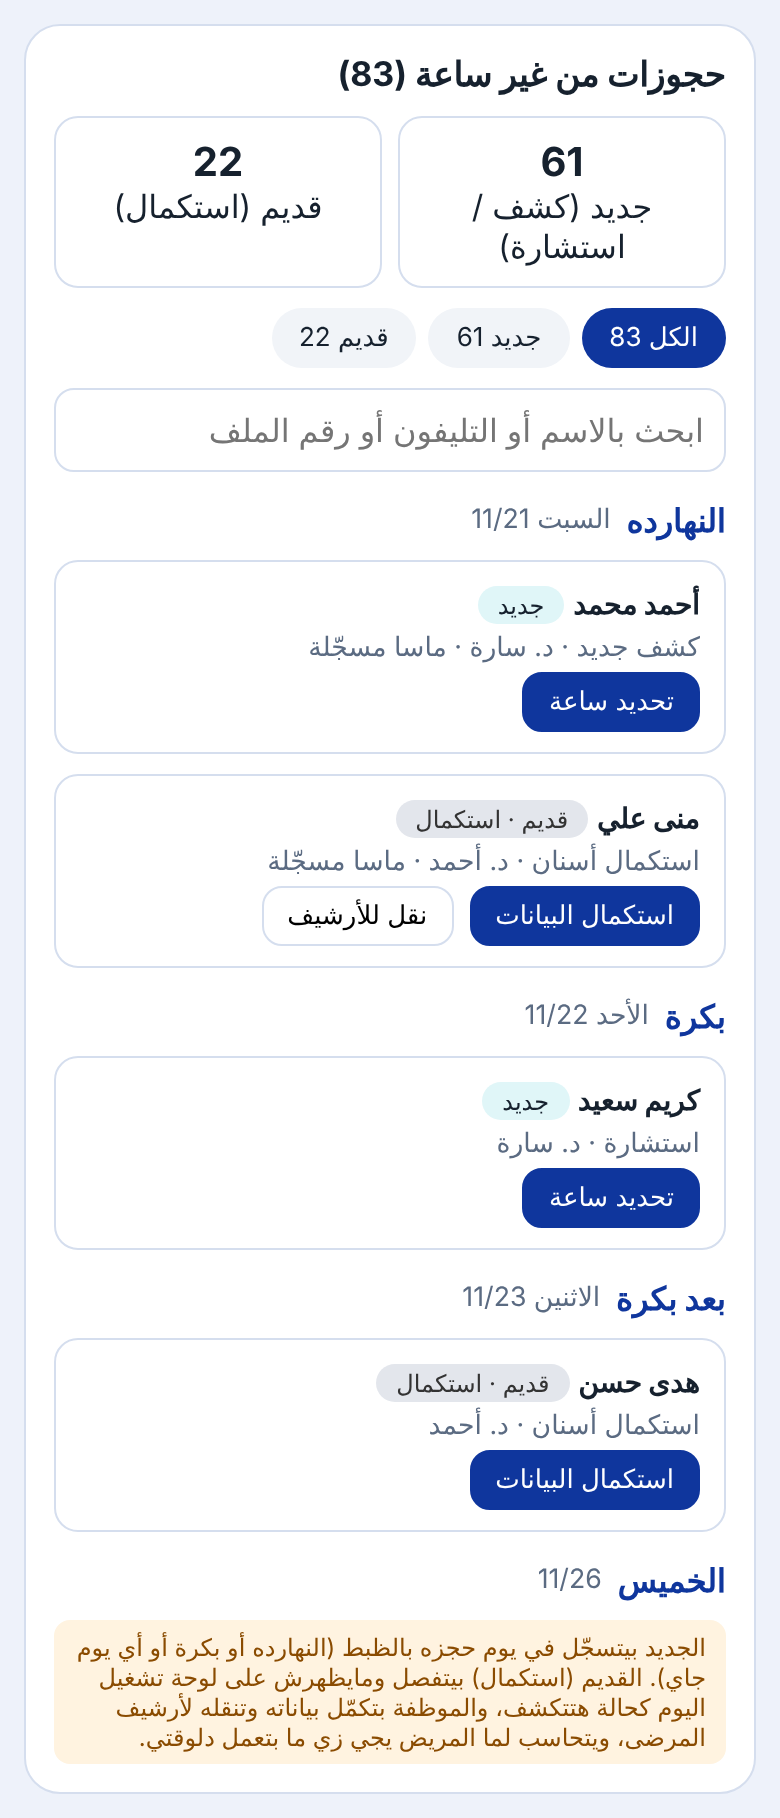 حجوزات من غير ساعة (83)
61
جديد (كشف /
استشارة)
22
قديم (استكمال)
الكل 83
جديد 61
قديم 22
ابحث بالاسم أو التليفون أو رقم الملف
النهارده السبت 11/21
أحمد محمد جديد
كشف جديد · د. سارة · ماسا مسجّلة
تحديد ساعة
منى علي قديم · استكمال
استكمال أسنان · د. أحمد · ماسا مسجّلة
استكمال البيانات
نقل للأرشيف
بكرة الأحد 11/22
كريم سعيد جديد
استشارة · د. سارة
تحديد ساعة
بعد بكرة الاثنين 11/23
هدى حسن قديم · استكمال
استكمال أسنان · د. أحمد
استكمال البيانات
الخميس 11/26
الجديد بيتسجّل في يوم حجزه بالظبط (النهارده أو بكرة أو أي يوم
جاي). القديم (استكمال) بيتفصل ومايظهرش على لوحة تشغيل
اليوم كحالة هتتكشف، والموظفة بتكمّل بياناته وتنقله لأرشيف
المرضى، ويتحاسب لما المريض يجي زي ما بتعمل دلوقتي.